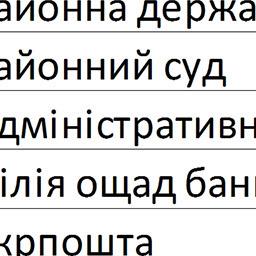 айонна держа
айонний суд
дміністративн
ілія ощад бан
крпошта